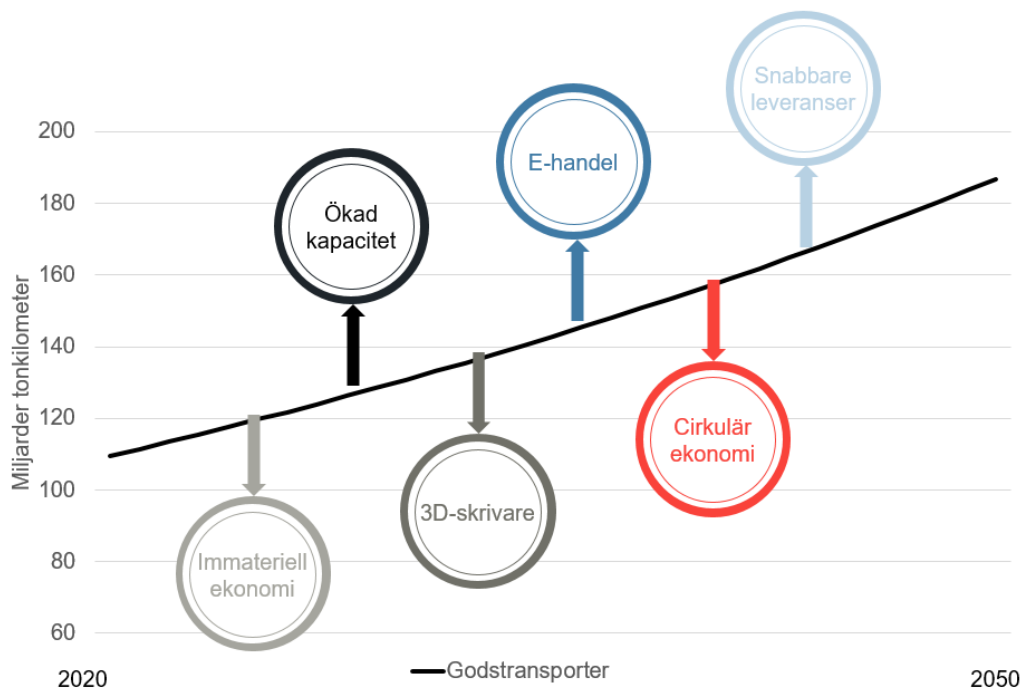 Snabbare
leveranser
200
E-handel
180
Ökad
kapacitet
160
140
120
Cirkulär
ekonomi
100
3D-skrivare
80
Immateriell
ekonomi
60
Miljarder tonkilometer
2020
Godstransporter
2050